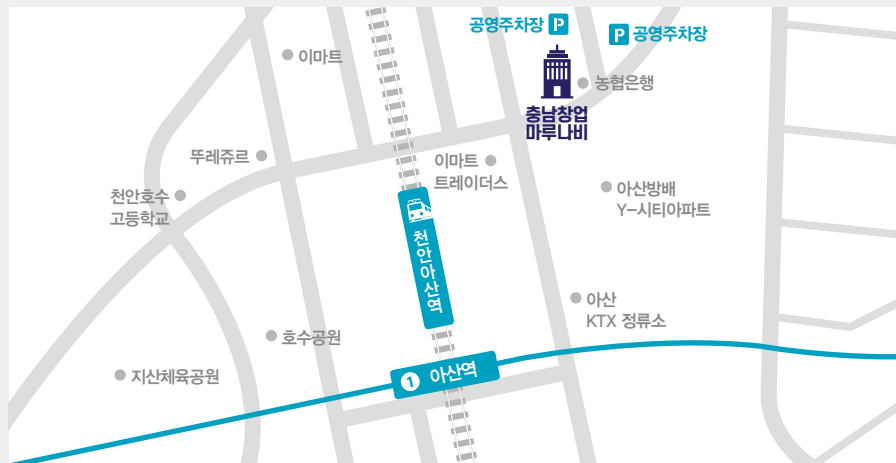 공영주차장 P
P 공영주차장
이마트
농협은행
충남창업
마루나비
뚜레쥬르
이마트
트레이더스
천안호수
고등학교
아산방배
Y-시티아파트
천안아산역
아산
KTX 정류소
호수공원
1 아산역
지산체육공원